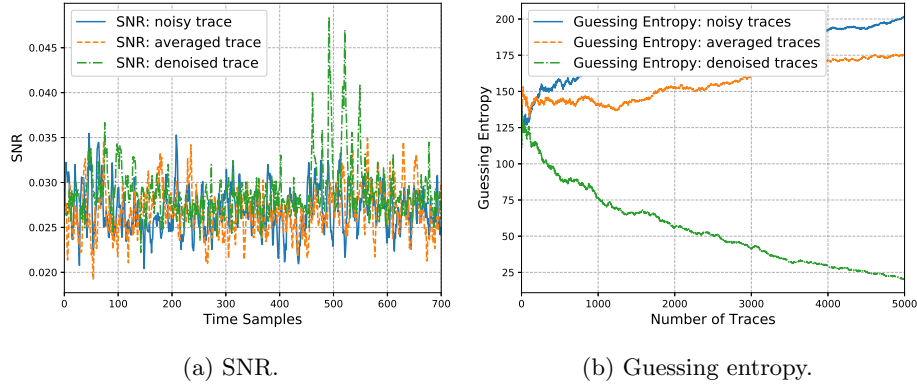 SNR: noisy trace
SNR: averaged trace
SNR: denoised trace
0.045
0.040
0.035
0.030
0.025
0.020
SNR
0
100
200
300
400
500
600
700
Time Samples
(a) SNR.
Guessing Entropy: noisy traces
Guessing Entropy: averaged traces
Guessing Entropy: denoised traces
200
175
150
125
100
75
50
25
Guessing Entropy
0
1000
2000
3000
4000
5000
Number of Traces
(b) Guessing entropy.